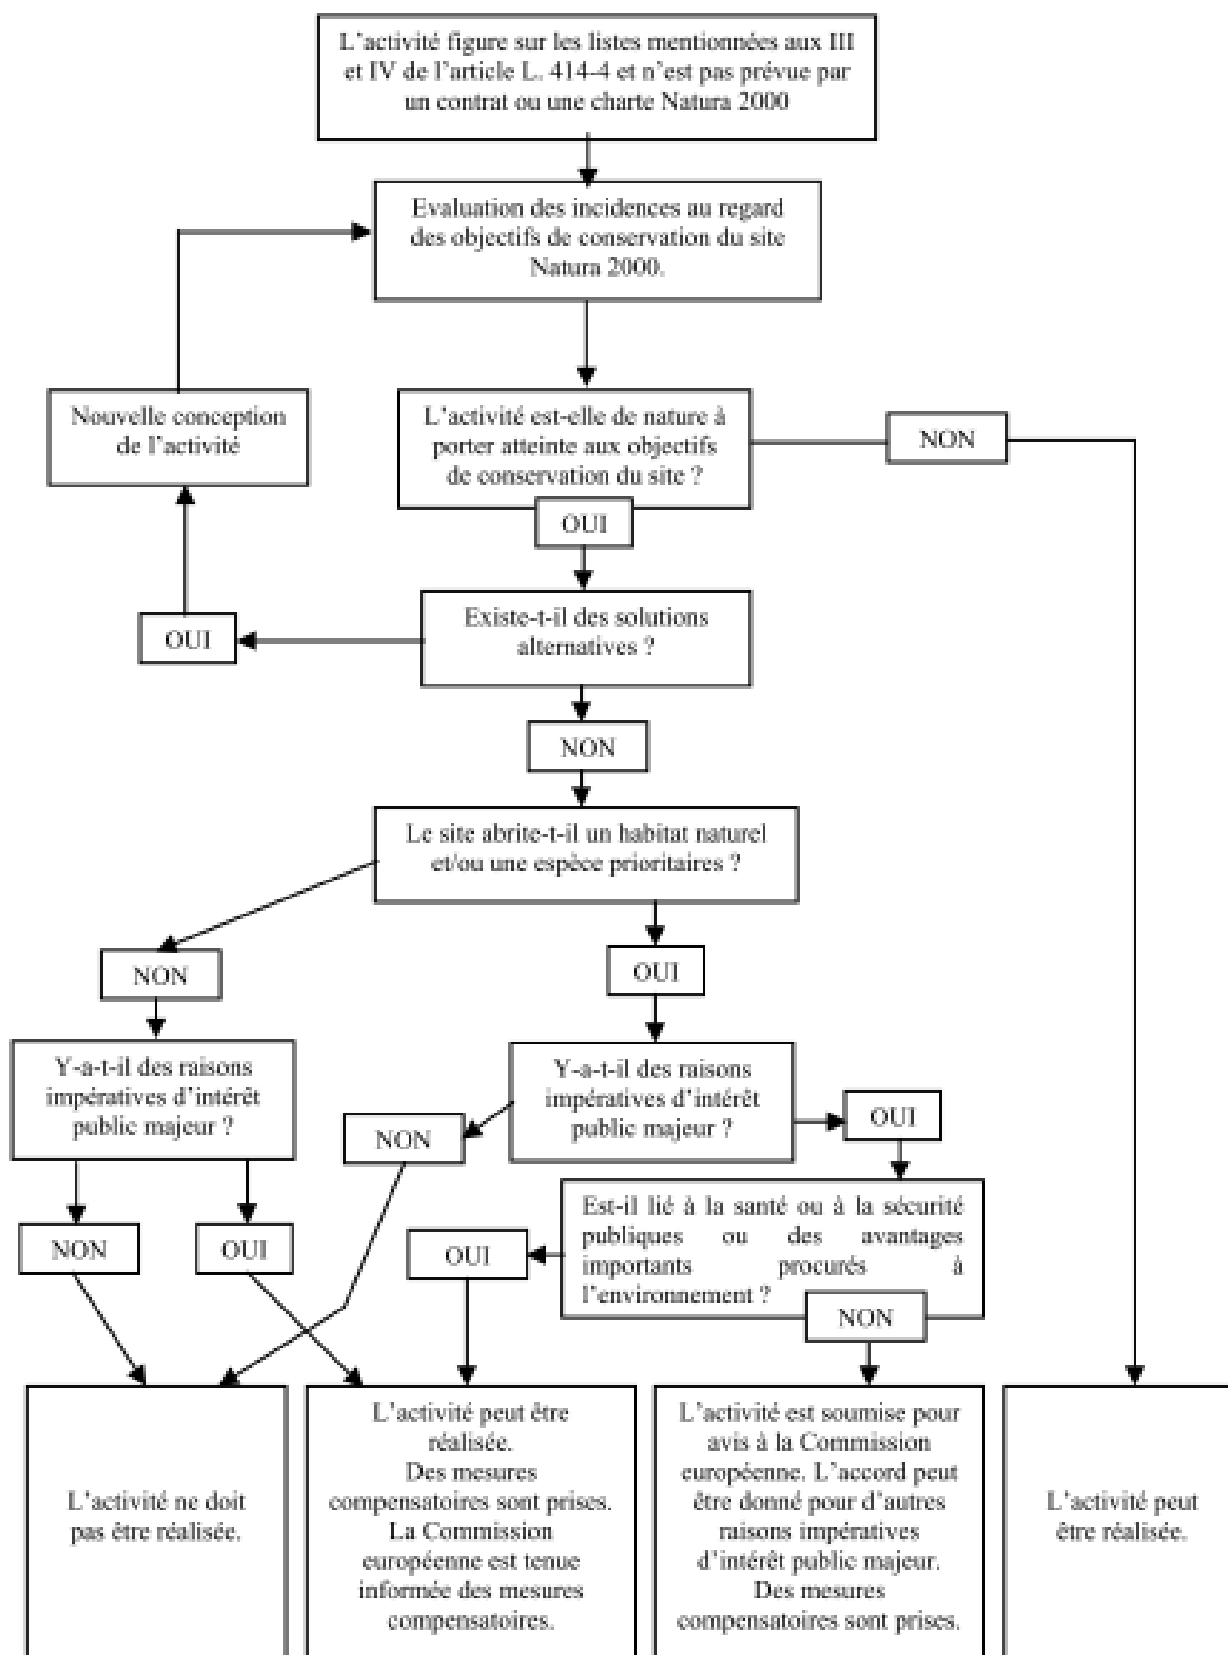 L'activité figure sur les listes mentionnées aux III
et IV de l'article L. 414-4 et n'est pas prévue par
un contrat ou une charte Natura 2000
Evaluation des incidences au regard
des objectifs de conservation du site
Natura 2000.
Nouvelle conception
de l'activité
L'activité est-elle de nature à
porter atteinte aux objectifs
de conservation du site ?
NON
OUI
Existe-t-il des solutions
alternatives ?
OUI
NON
Le site abrite-t-il un habitat naturel
et/ou une espèce prioritaires ?
NON
OUI
Y-a-t-il des raisons
impératives d'intérêt
public majeur ?
Y-a-t-il des raisons
impératives d'intérêt
public majeur ?
NON
OUI
Est-il lié à la santé ou à la sécurité
publiques ou des avantages
importants procurés à
l'environnement ?
NON
OUI
OUI
NON
L'activité ne doit
pas être réalisée.
L'activité peut être
réalisée.
Des mesures
compensatoires sont prises.
La Commission
européenne est tenue
informée des mesures
compensatoires.
L'activité est soumise pour
avis à la Commission
européenne. L'accord peut
être donné pour d'autres
raisons impératives
d'intérêt public majeur.
Des mesures
compensatoires sont prises.
L'activité peut
être réalisée.